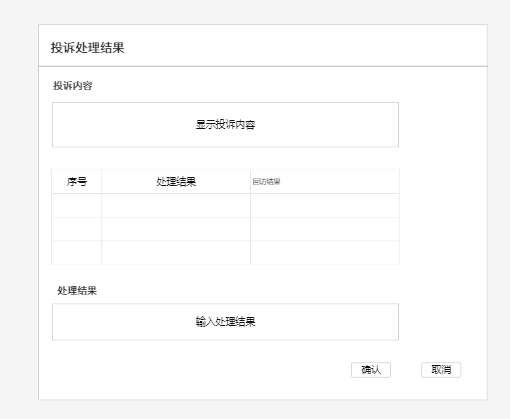 投诉处理结果
投诉内容
显示投诉内容
序号 处理结果 回访结果
处理结果
输入处理结果
确认 取消